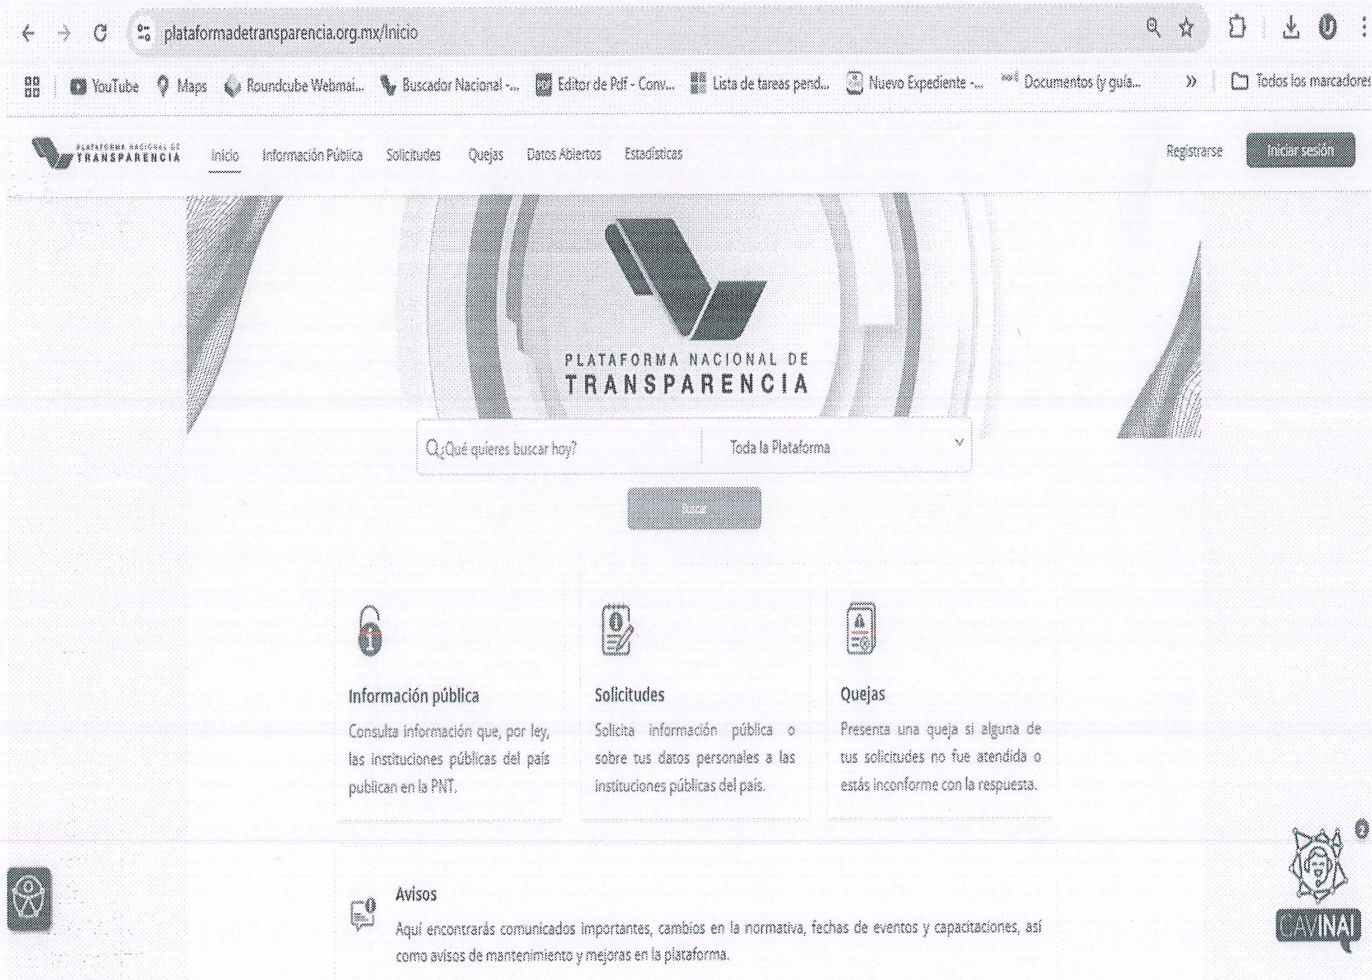 plataformadetransparencia.org.mx/Inicio
YouTube Maps Roundcube Webmai... Buscador Nacional -... Editor de Pdf - Conv... Lista de tareas pend... Nuevo Expediente -... Documentos (y guía... » Todos los marcadores
PLATAFORMA NACIONAL DE
TRANSPARENCIA
Inicio Información Pública Solicitudes Quejas Datos Abiertos Estadísticas Registrarse Iniciar sesión
PLATAFORMA NACIONAL DE
TRANSPARENCIA
¿Qué quieres buscar hoy? Toda la Plataforma
Buscar
Información pública
Consulta información que, por ley,
las instituciones públicas del país
publican en la PNT.
Solicitudes
Solicita información pública o
sobre tus datos personales a las
instituciones públicas del país.
Quejas
Presenta una queja si alguna de
tus solicitudes no fue atendida o
estás inconforme con la respuesta.
Avisos
Aquí encontrarás comunicados importantes, cambios en la normativa, fechas de eventos y capacitaciones, así
como avisos de mantenimiento y mejoras en la plataforma.
CAVINAI